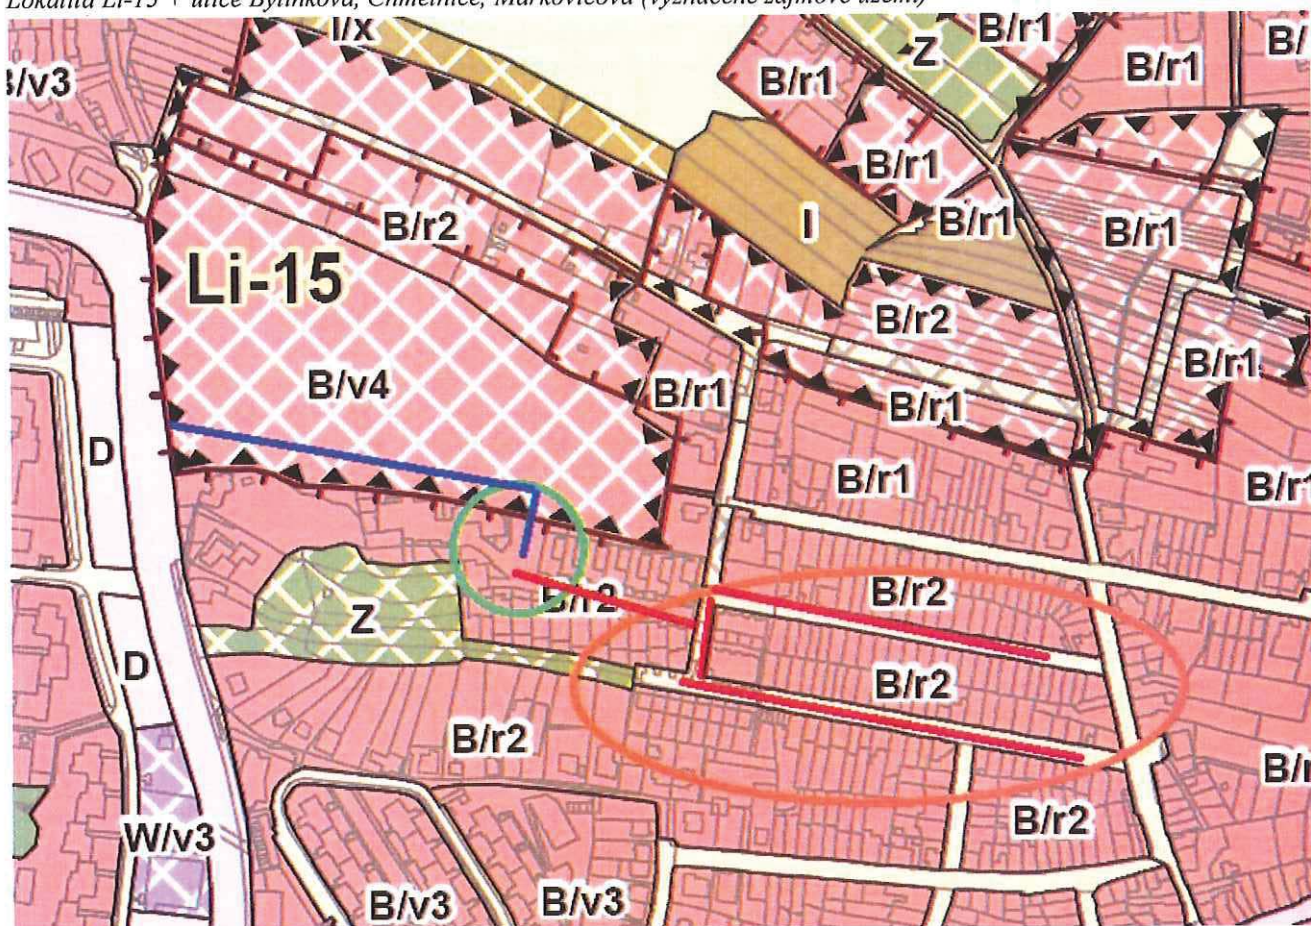 Lokalita Li-15 + ulice Bylinková, Chmelnice, Markovičova (vyznačené zájmové území)
I/x
Z
B/r1
B/r1
B/
B/v3
B/r1
B/r1
B/r2
I
B/r1
B/r1
Li-15
B/r2
B/r1
B/v4
B/r1
B/r1
D
B/r1
B/r1
B/r2
B/r2
Z
D
B/r2
B/r2
B/r
B/r2
W/v3
B/v3
B/v3